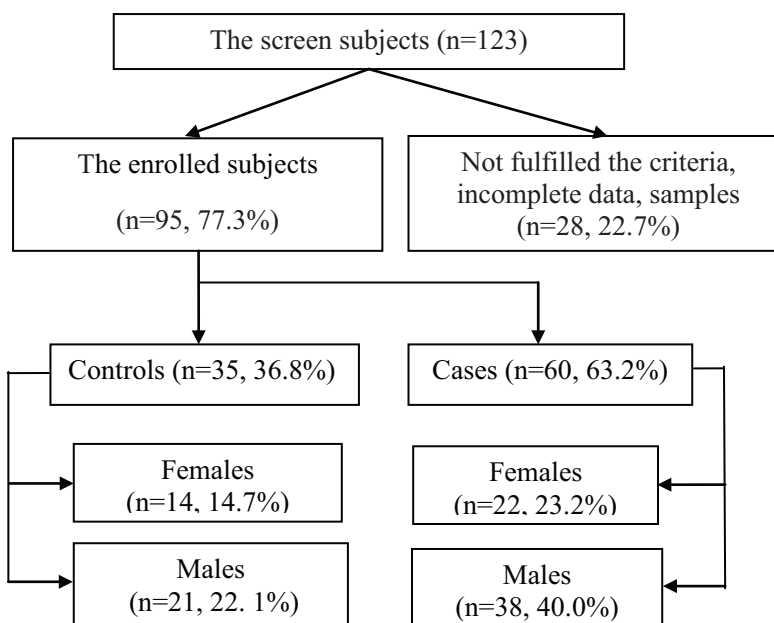 The screen subjects (n=123)
The enrolled subjects
(n=95, 77.3%)
Not fulfilled the criteria,
incomplete data, samples
(n=28, 22.7%)
Controls (n=35, 36.8%)
Cases (n=60, 63.2%)
Females
(n=14, 14.7%)
Females
(n=22, 23.2%)
Males
(n=21, 22. 1%)
Males
(n=38, 40.0%)